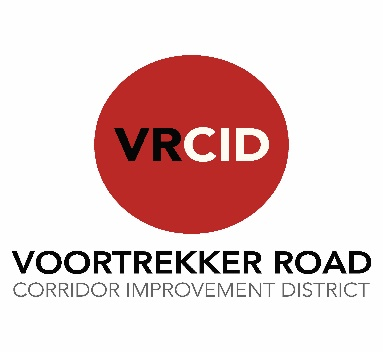 VRCID
VOORTREKKER ROAD
CORRIDOR IMPROVEMENT DISTRICT